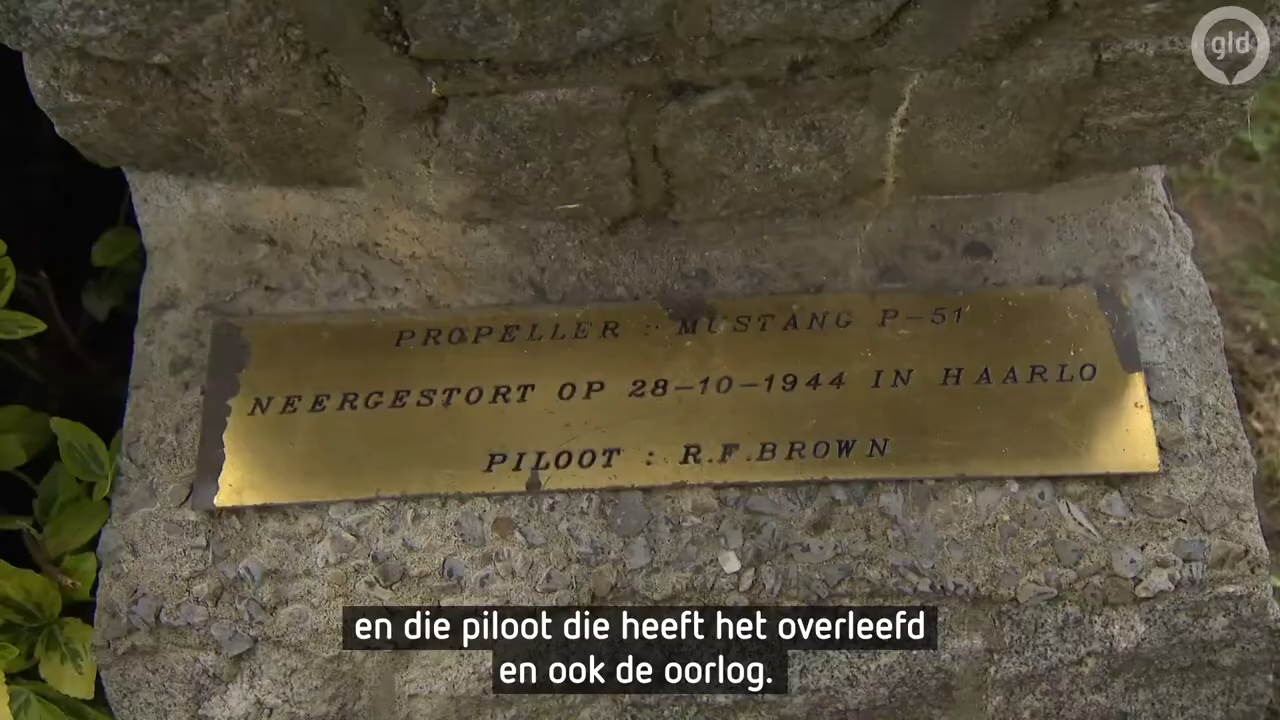 gld
PROPELLER : MUSTANG P-51
NEERGESTORT OP 28-10-1944 IN HAARLO
PILOOT : R.F.BROWN
en die piloot die heeft het overleefd
en ook de oorlog.